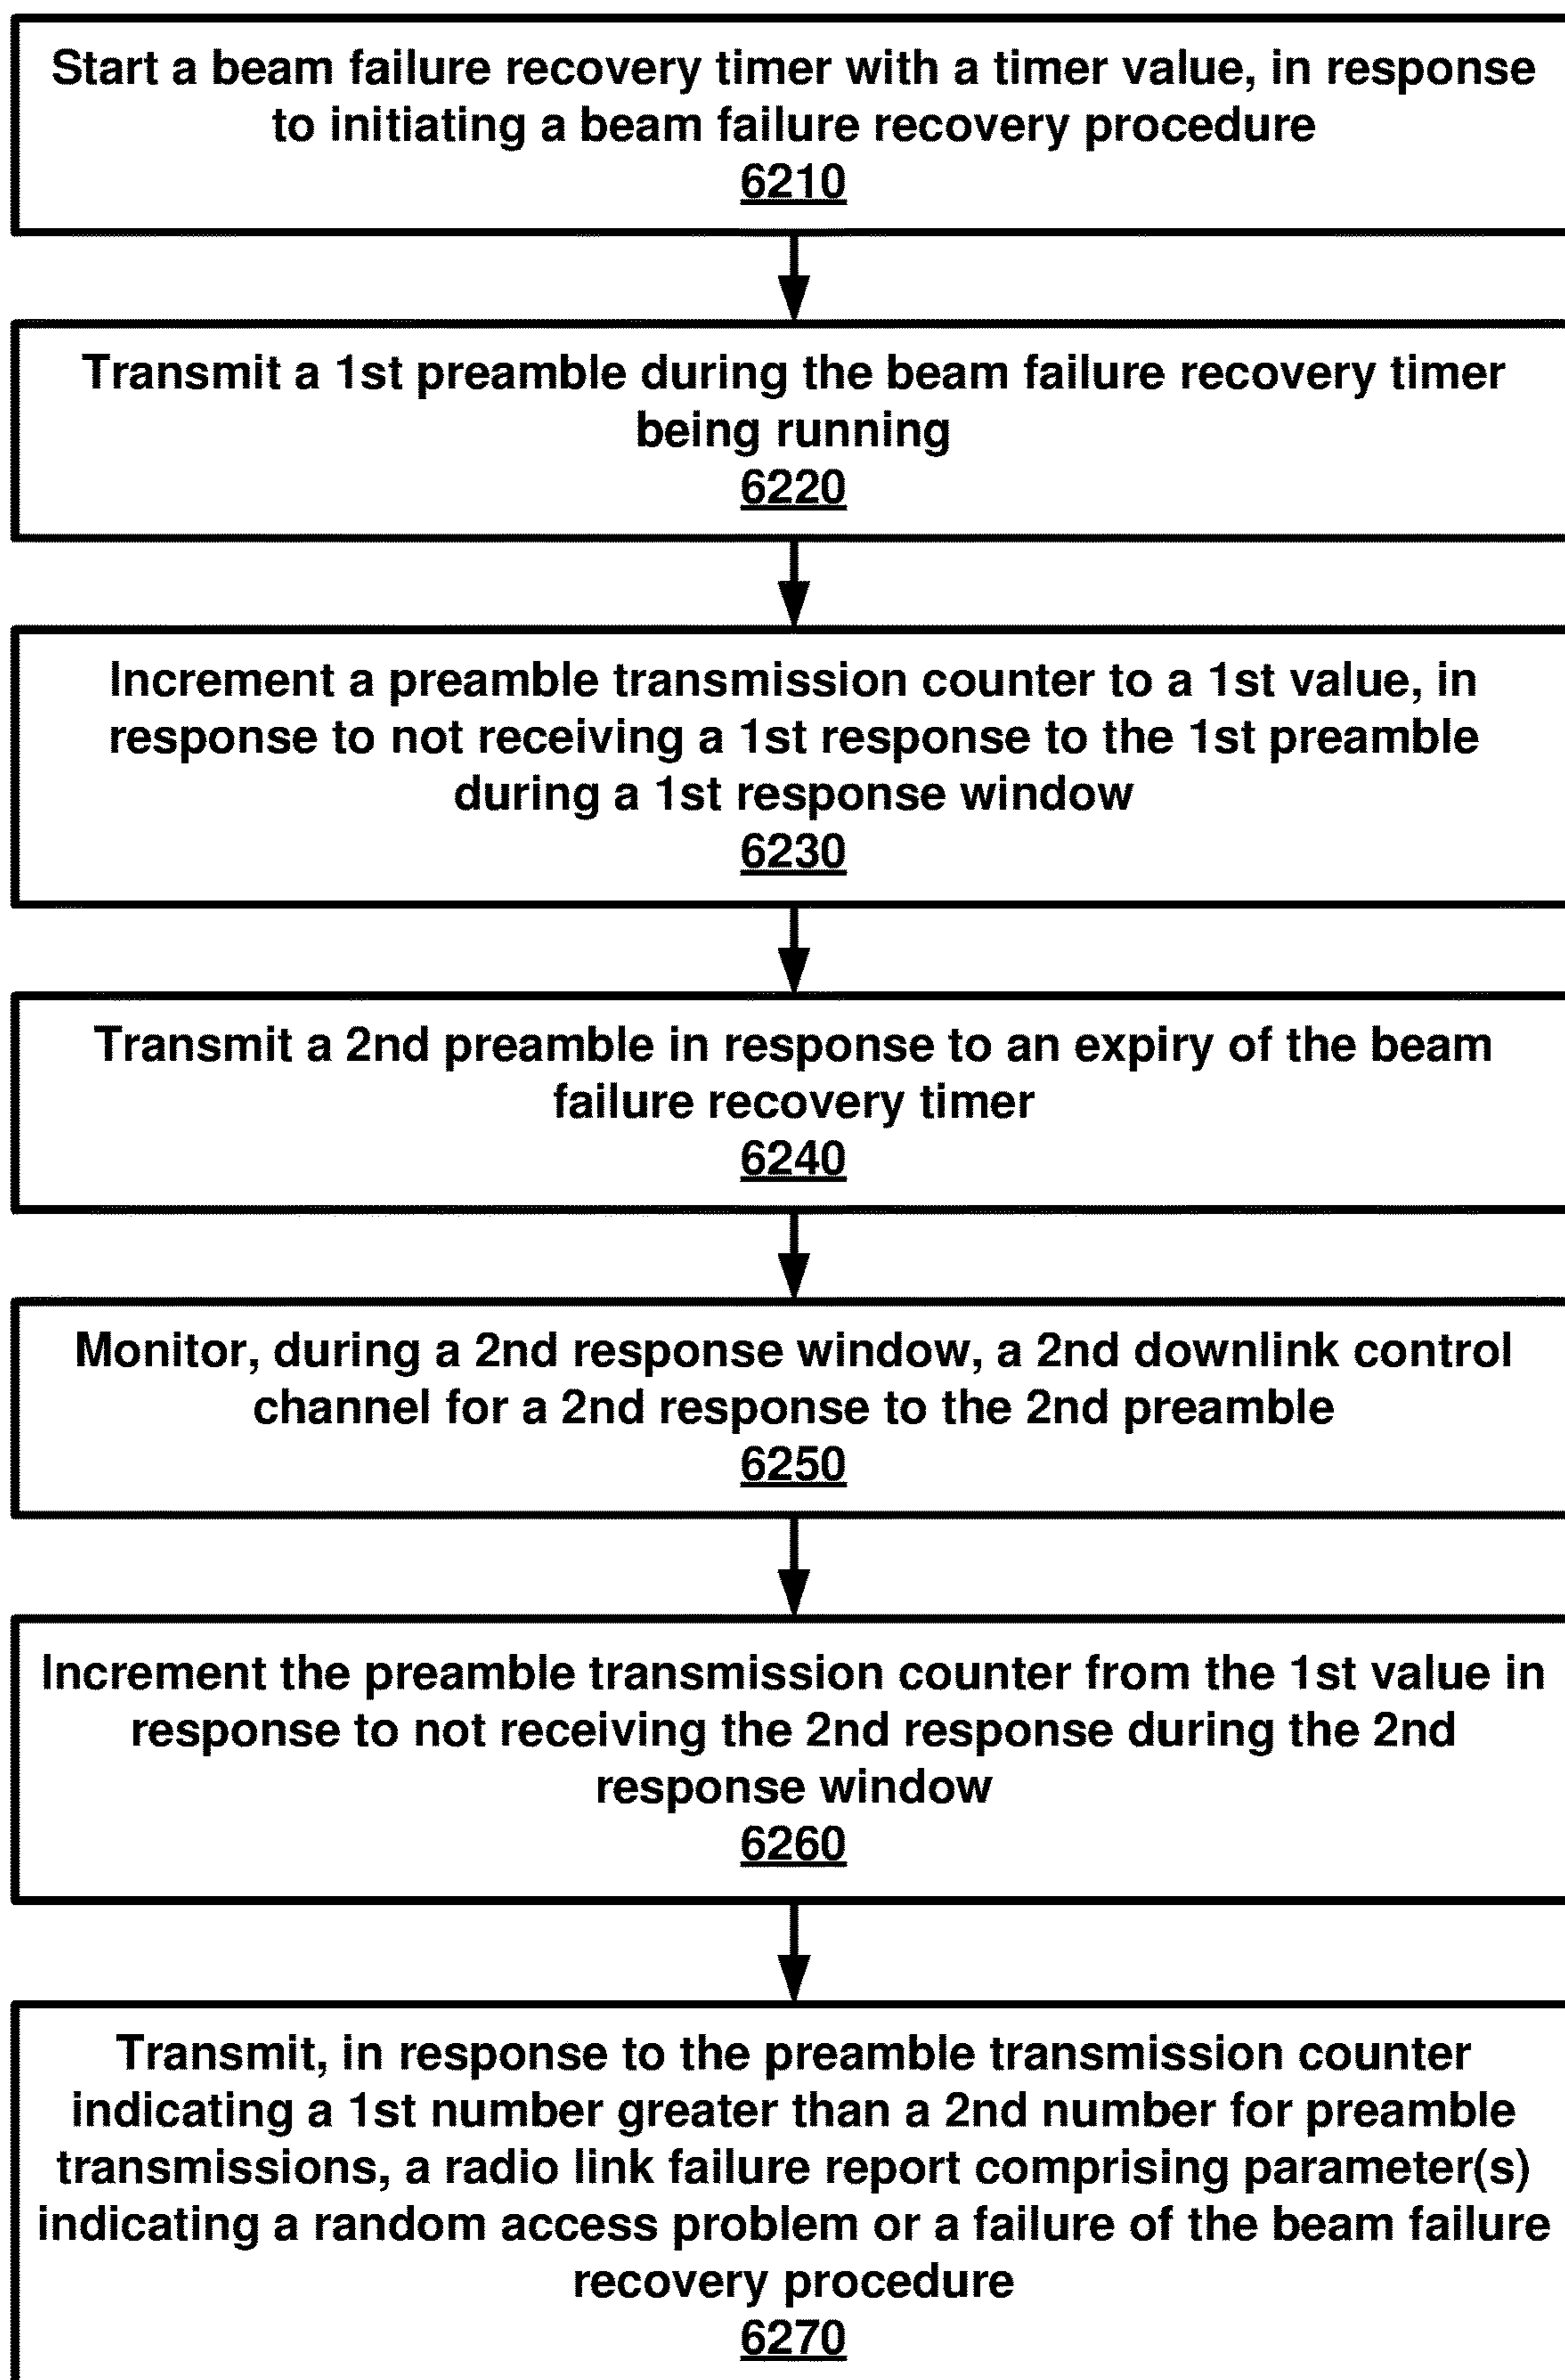 Start a beam failure recovery timer with a timer value, in response
to initiating a beam failure recovery procedure
6210
Transmit a 1st preamble during the beam failure recovery timer
being running
6220
Increment a preamble transmission counter to a 1st value, in
response to not receiving a 1st response to the 1st preamble
during a 1st response window
6230
Transmit a 2nd preamble in response to an expiry of the beam
failure recovery timer
6240
Monitor, during a 2nd response window, a 2nd downlink control
channel for a 2nd response to the 2nd preamble
6250
Increment the preamble transmission counter from the 1st value in
response to not receiving the 2nd response during the 2nd
response window
6260
Transmit, in response to the preamble transmission counter
indicating a 1st number greater than a 2nd number for preamble
transmissions, a radio link failure report comprising parameter(s)
indicating a random access problem or a failure of the beam failure
recovery procedure
6270